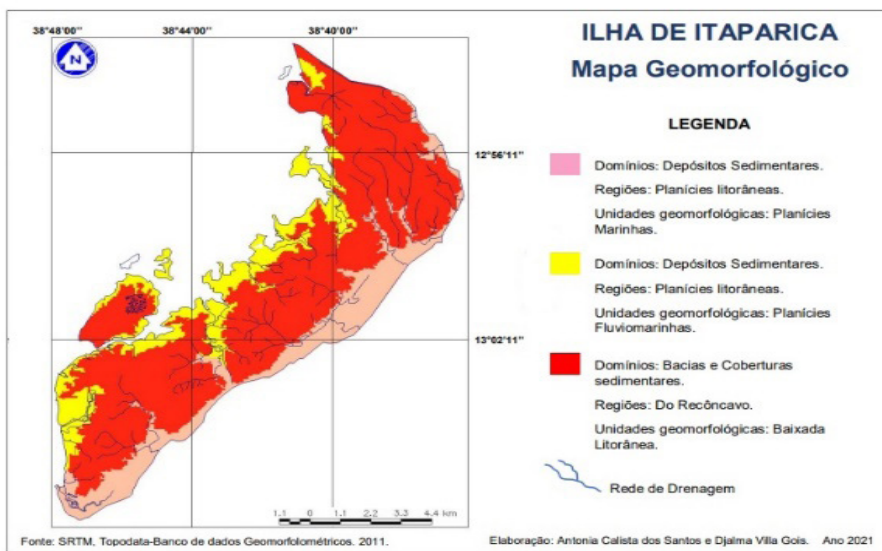 ILHA DE ITAPARICA
Mapa Geomorfológico
38°48'00"
38°44'00"
38°40'00"
N
12°56'11"
13°02'11"
LEGENDA
Domínios: Depósitos Sedimentares.
Regiões: Planícies litorâneas.
Unidades geomorfológicas: Planícies
Marinhas.
Domínios: Depósitos Sedimentares.
Regiões: Planícies litorâneas.
Unidades geomorfológicas: Planícies
Fluviomarinhas.
Domínios: Bacias e Coberturas
sedimentares.
Regiões: Do Recôncavo.
Unidades geomorfológicas: Baixada
Litorânea.
Rede de Drenagem
1.1 0 1.1 2.2 3.3 4.4 km
Fonte: SRTM, Topodata-Banco de dados Geomorfolométricos. 2011.
Elaboração: Antonia Calista dos Santos e Djalma Villa Gois. Ano 2021